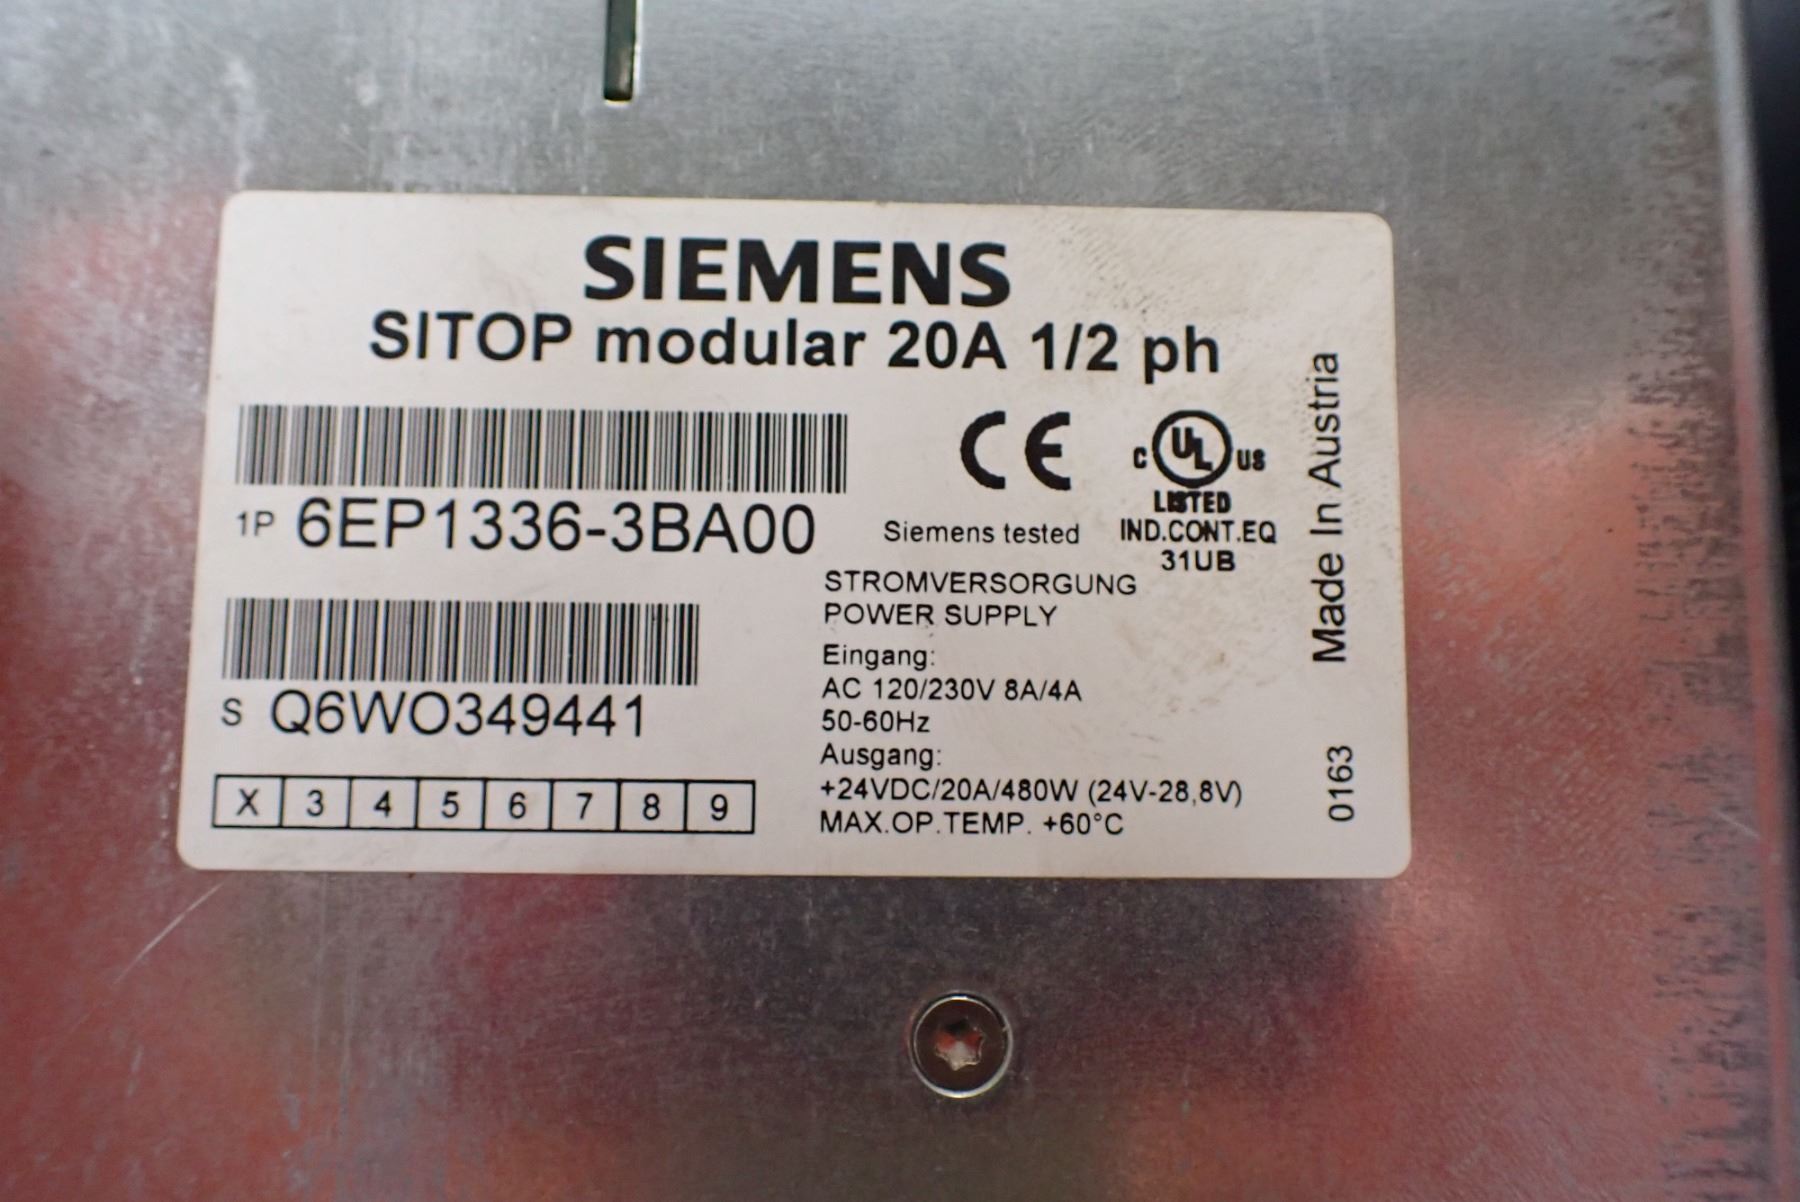 SIEMENS
SITOP modular 20A 1/2 ph
1P 6EP1336-3BA00
Siemens tested
C UL US
LISTED
IND.CONT.EQ
31UB
STROMVERSORGUNG
POWER SUPPLY
S Q6WO349441
Eingang:
AC 120/230V 8A/4A
50-60Hz
Ausgang:
+24VDC/20A/480W (24V-28,8V)
MAX.OP.TEMP. +60°C
X 3 4 5 6 7 8 9
CE
Made In Austria
0163